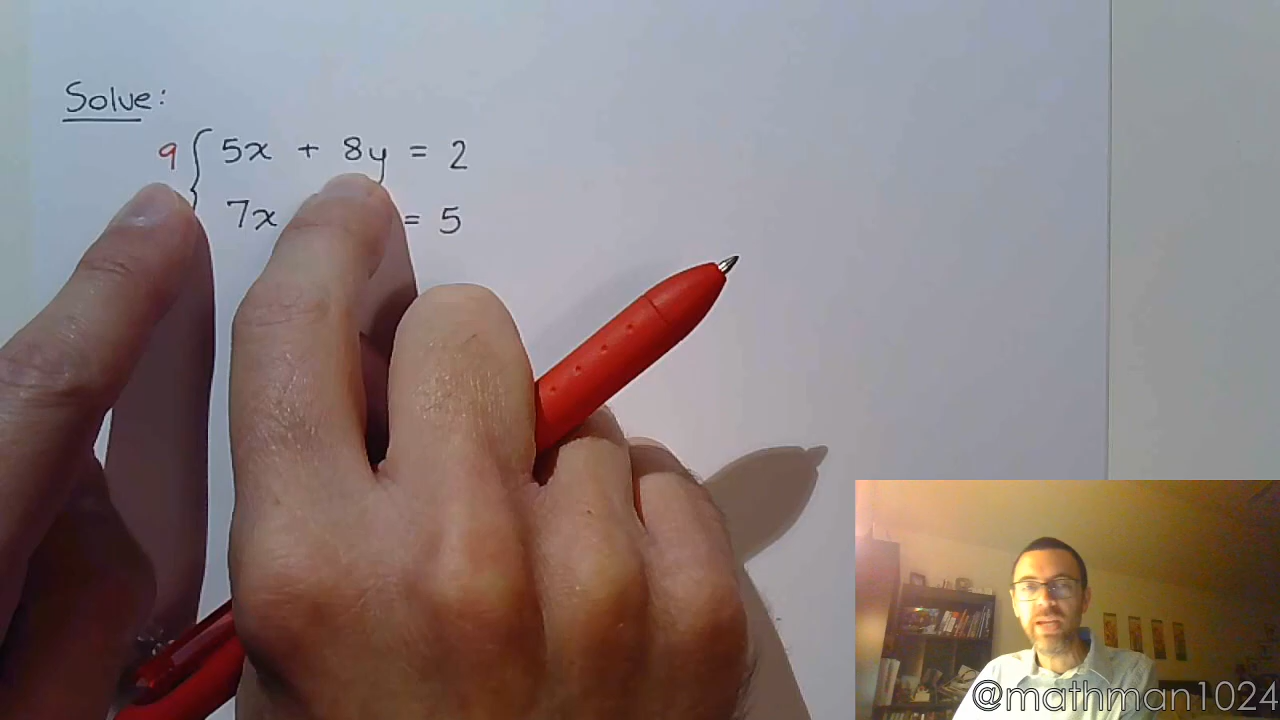 Solve:
9 { 5x + 8y = 2
7x = 5
@mathman1024